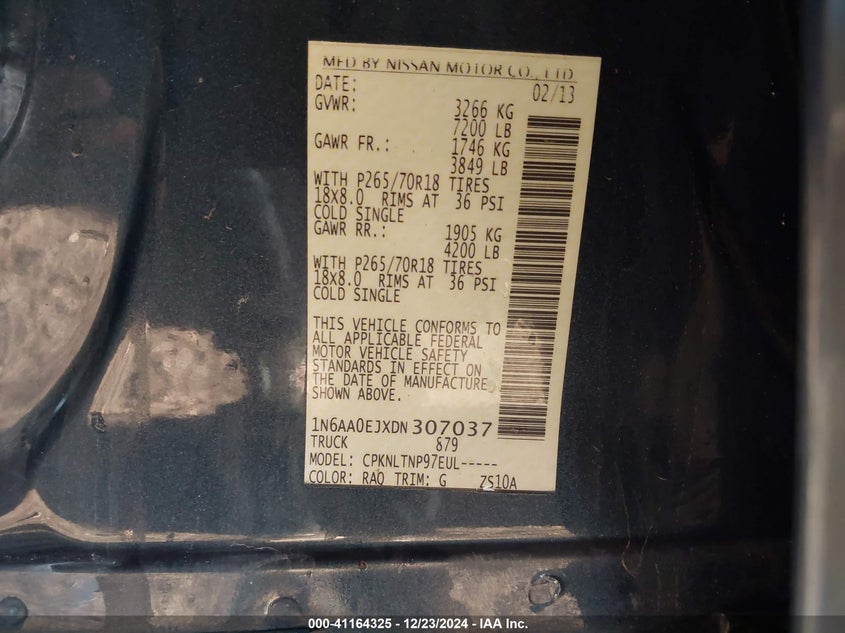 MFD BY NISSAN MOTOR CO., LTD.
DATE: 02/13
GVWR: 3266 KG
7200 LB
GAWR FR.: 1746 KG
3849 LB
WITH P265/70R18 TIRES
18X8.0 RIMS AT 36 PSI
COLD SINGLE
GAWR RR.: 1905 KG
4200 LB
WITH P265/70R18 TIRES
18X8.0 RIMS AT 36 PSI
COLD SINGLE
THIS VEHICLE CONFORMS TO
ALL APPLICABLE FEDERAL
MOTOR VEHICLE SAFETY
STANDARDS IN EFFECT ON
THE DATE OF MANUFACTURE
SHOWN ABOVE.
1N6AA0EJXDN307037
TRUCK 879
MODEL: CPKNLTNP97EUL-----
COLOR: RAQ TRIM: G ZS10A
000-41164325 - 12/23/2024 - IAA Inc.